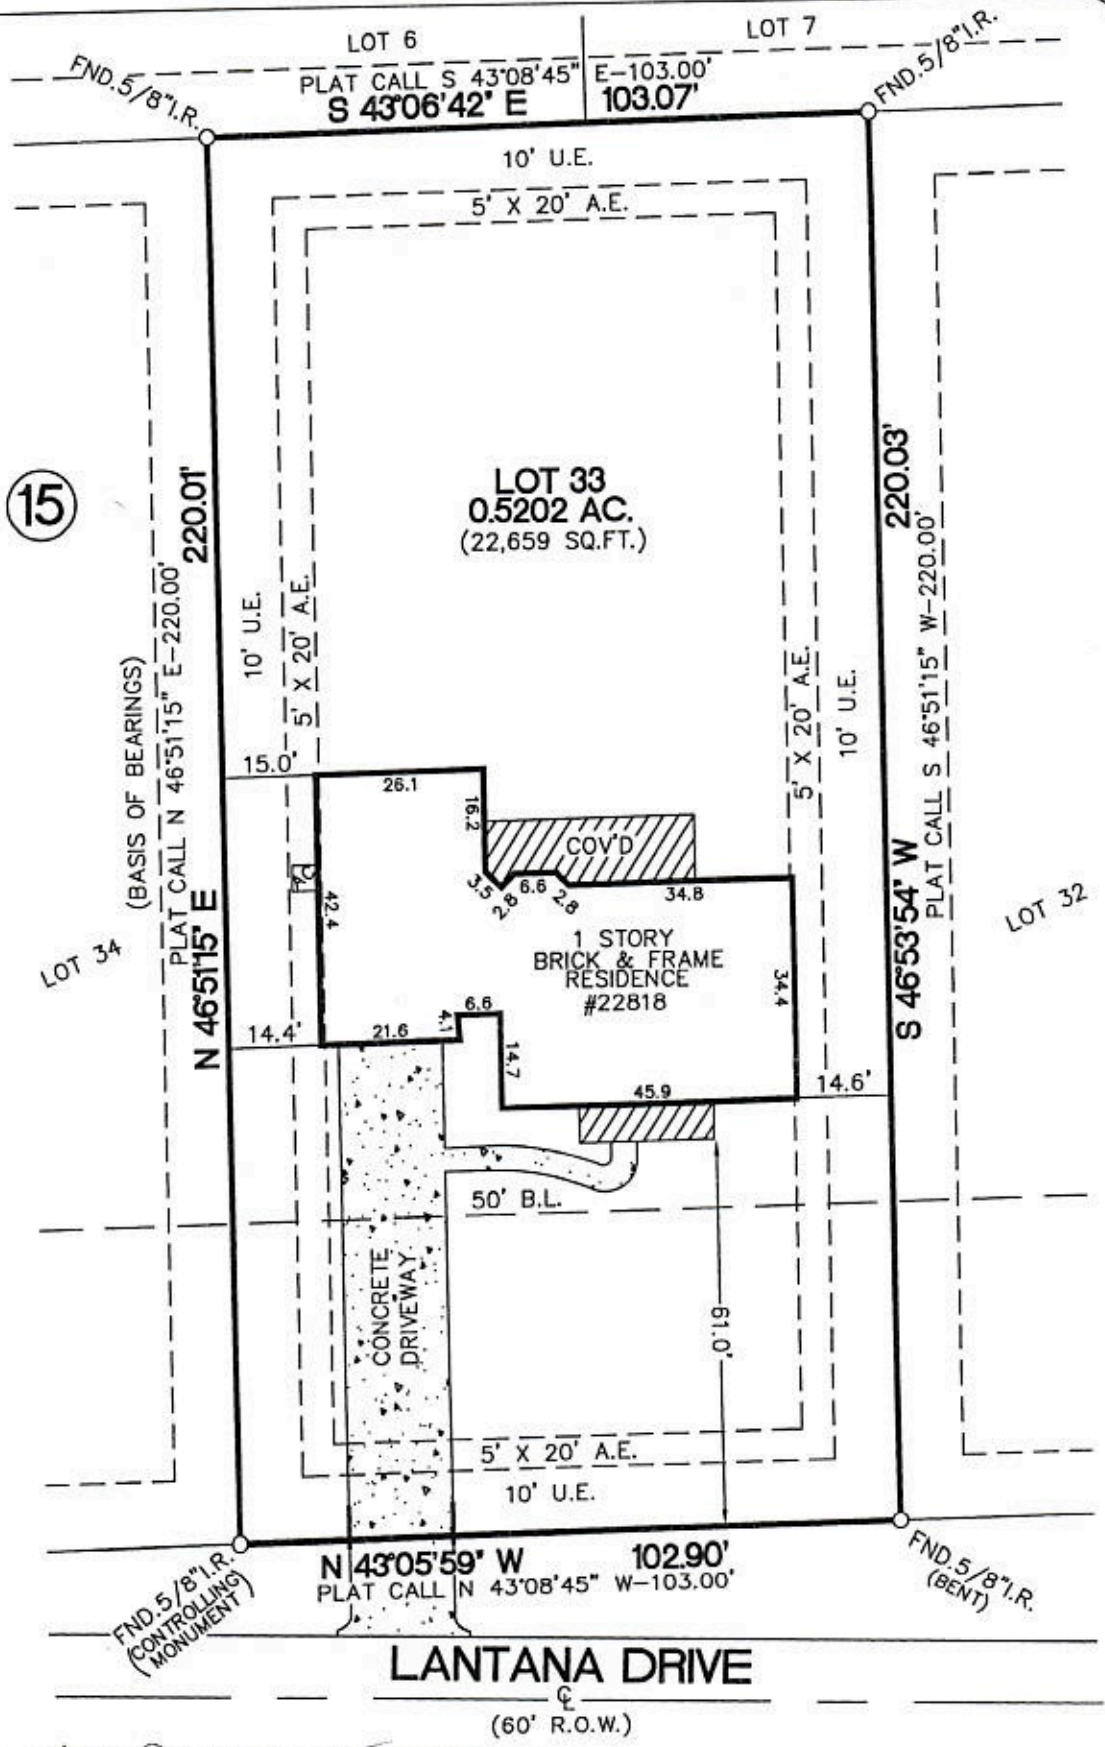 LOT 6
LOT 7
FND.5/8"I.R.
FND.5/8"I.R.
PLAT CALL S 43°08'45" E-103.00'
S 43°06'42" E 103.07'
10' U.E.
5' X 20' A.E.
15
LOT 33
0.5202 AC.
(22,659 SQ.FT.)
220.01'
N 46°51'15" E
(BASIS OF BEARINGS)
PLAT CALL N 46°51'15" E-220.00'
10' U.E.
5' X 20' A.E.
220.03'
S 46°53'54" W
PLAT CALL S 46°51'15" W-220.00'
5' X 20' A.E.
10' U.E.
LOT 34
LOT 32
15.0'
26.1
16.2
COV'D
3.5
2.8
6.6
2.8
34.8
42.4
1 STORY
BRICK & FRAME
RESIDENCE
#22818
34.4
6.6
4.1
14.4'
21.6
14.7
45.9
14.6'
50' B.L.
CONCRETE
DRIVEWAY
61.0'
5' X 20' A.E.
10' U.E.
N 43°05'59" W 102.90'
PLAT CALL N 43°08'45" W-103.00'
FND.5/8"I.R.
(CONTROLLING
MONUMENT)
FND.5/8"I.R.
(BENT)
LANTANA DRIVE
℄
(60' R.O.W.)